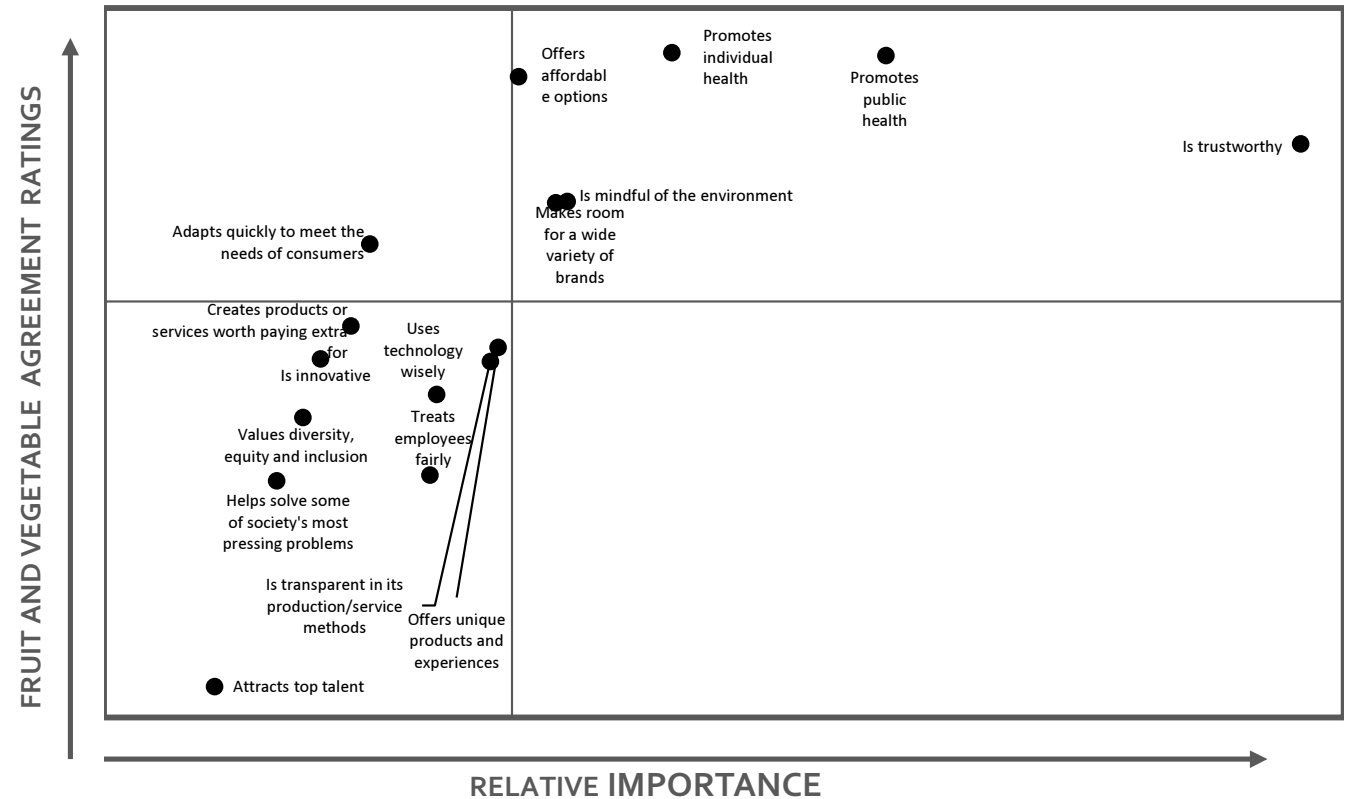 FRUIT AND VEGETABLE AGREEMENT RATINGS
Offers
affordabl
e options
Promotes
individual
health
Promotes
public
health
Is trustworthy
Is mindful of the environment
Makes room
for a wide
variety of
brands
Adapts quickly to meet the
needs of consumers
Creates products or
services worth paying extra
for
Is innovative
Uses
technology
wisely
Treats
employees
fairly
Values diversity,
equity and inclusion
Helps solve some
of society's most
pressing problems
Is transparent in its
production/service
methods
Offers unique
products and
experiences
Attracts top talent
RELATIVE IMPORTANCE